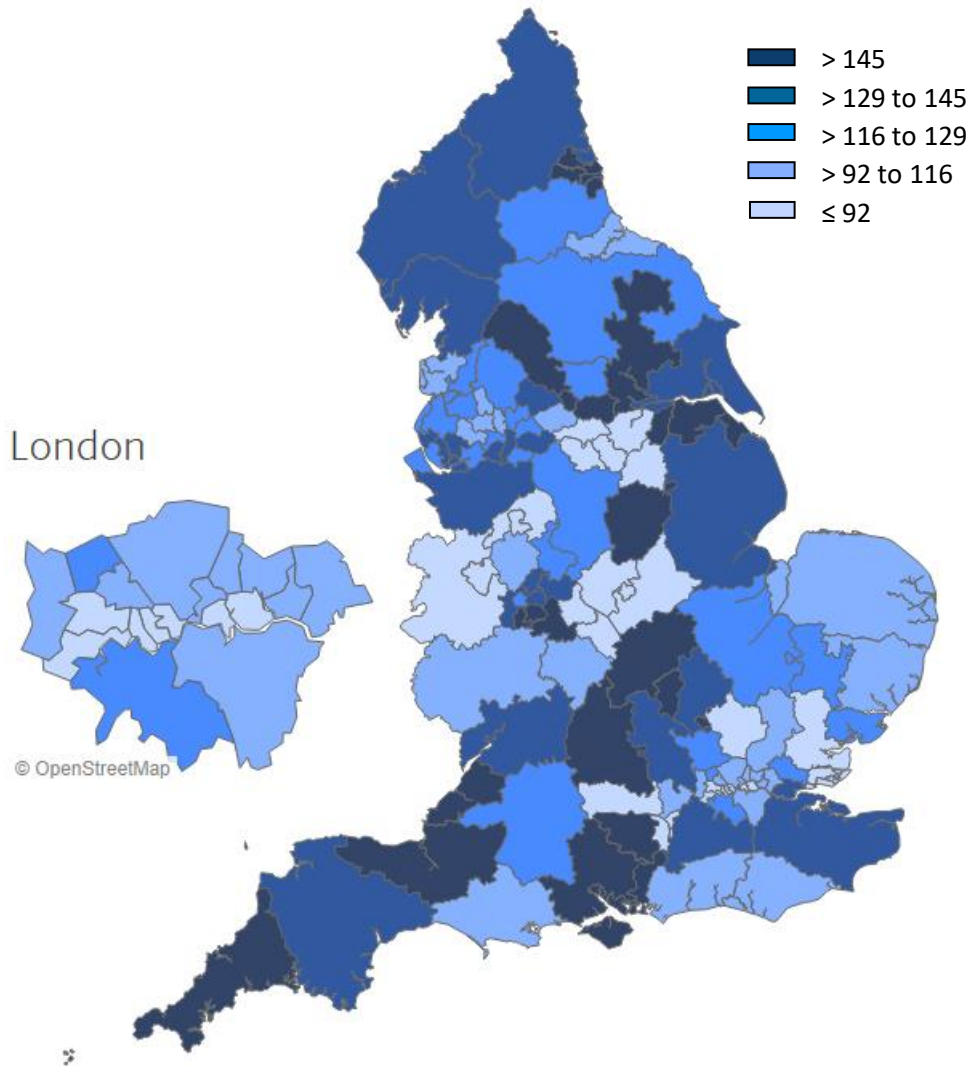 > 145
> 129 to 145
> 116 to 129
> 92 to 116
≤ 92
London
© OpenStreetMap